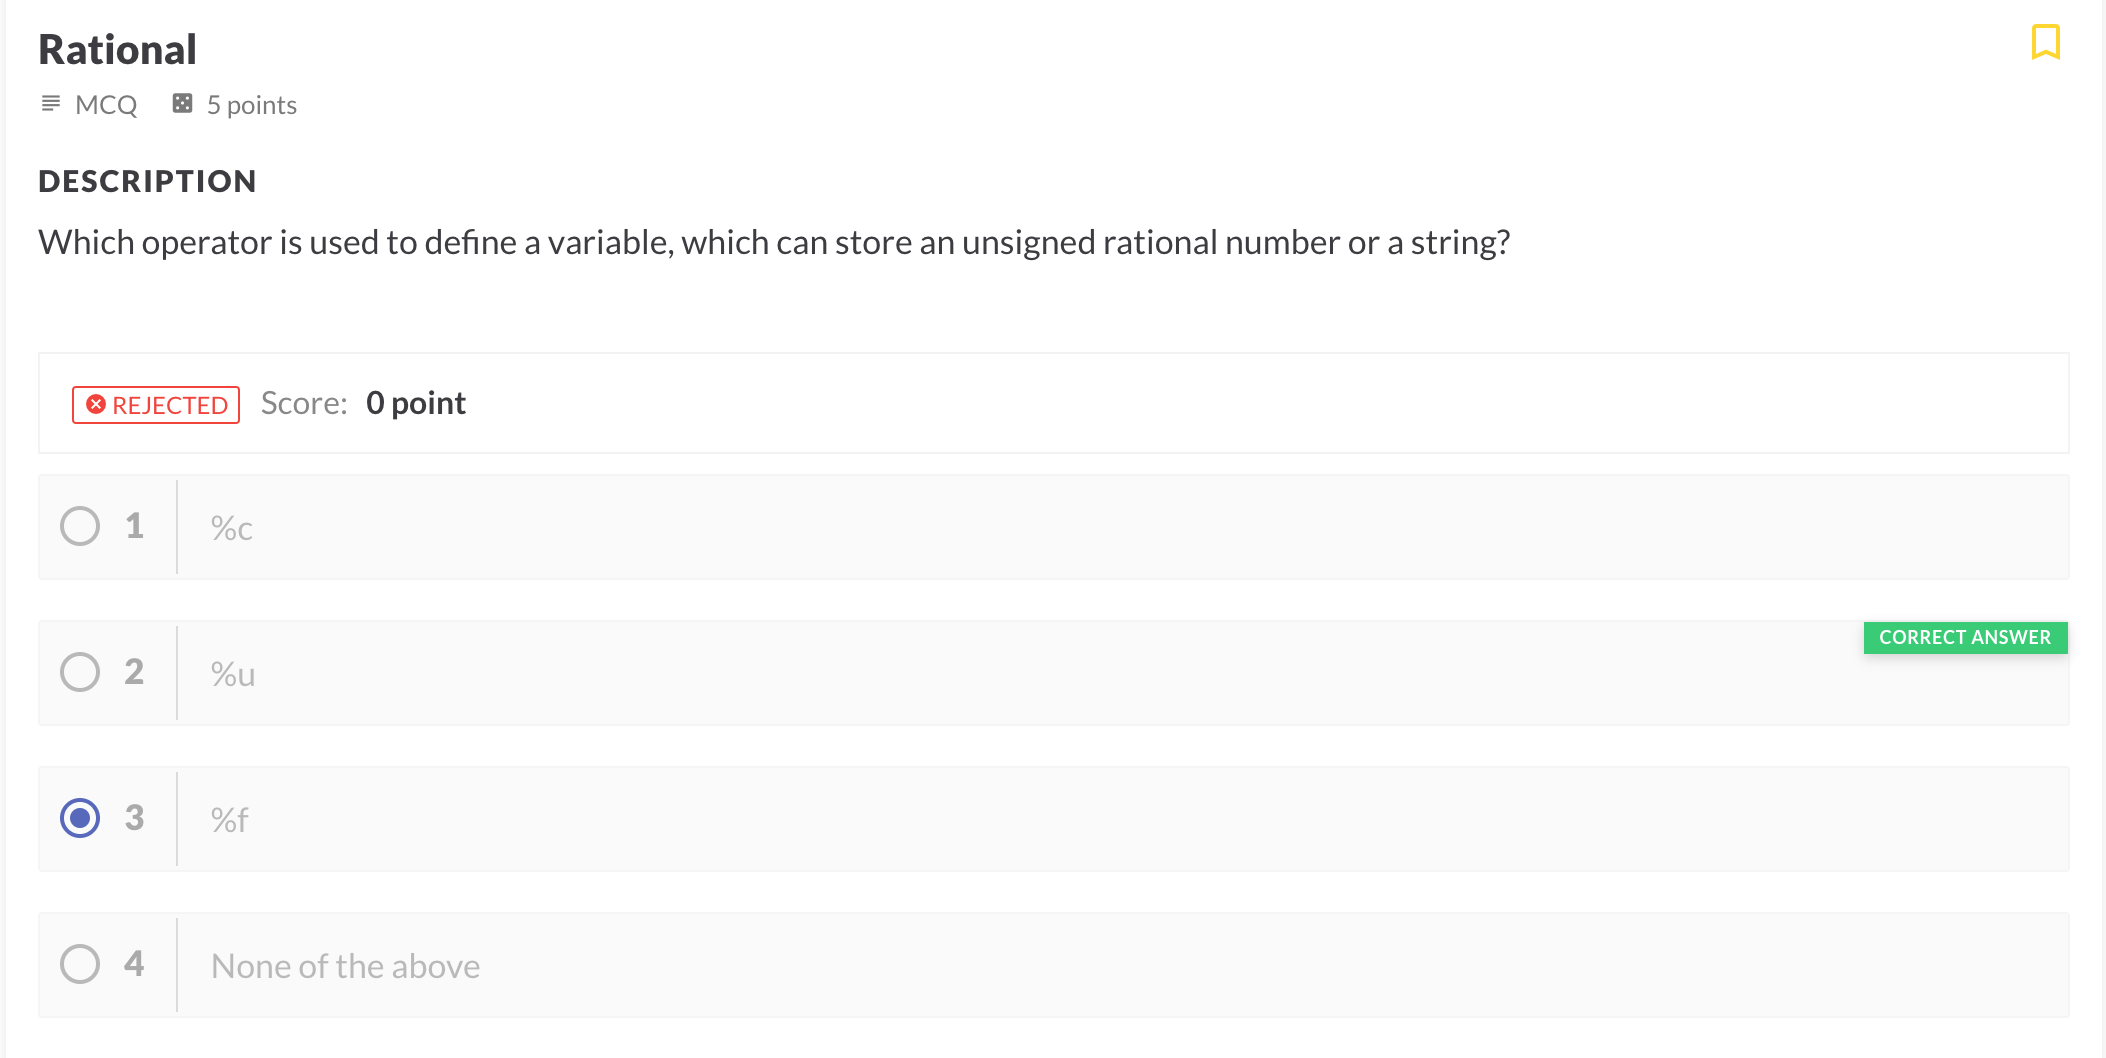 Rational
MCQ 5 points
DESCRIPTION
Which operator is used to define a variable, which can store an unsigned rational number or a string?
REJECTED Score: 0 point
1 %c
CORRECT ANSWER
2 %u
3 %f
4 None of the above